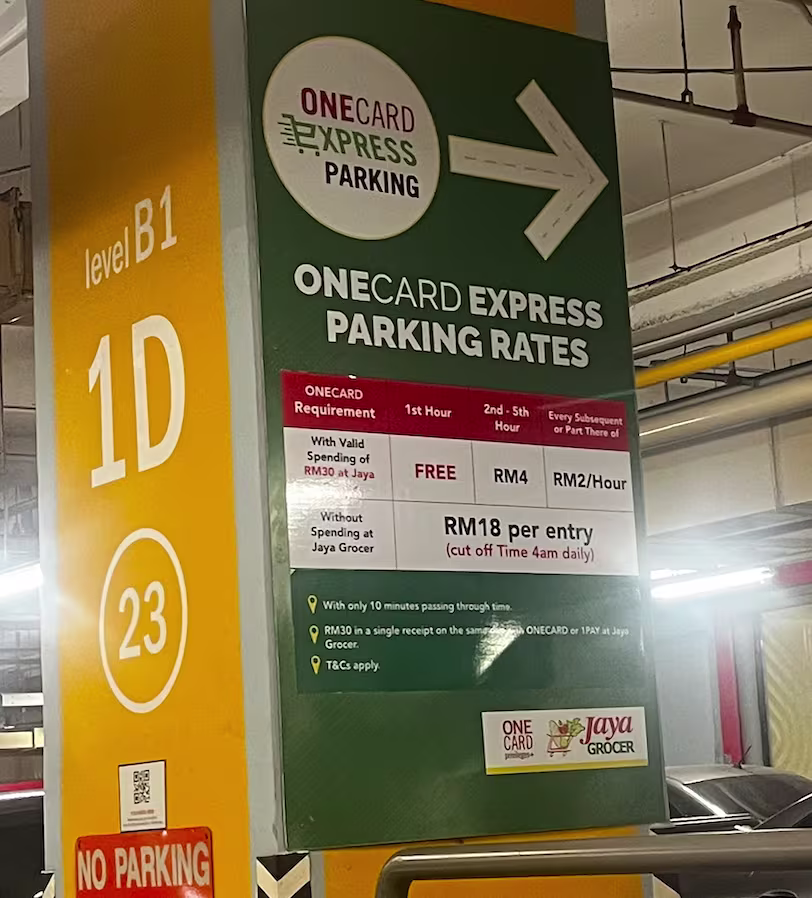 level B1
1D
23
NO PARKING
ONECARD
EXPRESS
PARKING
ONECARD EXPRESS
PARKING RATES
ONECARD
Requirement
1st Hour
2nd - 5th
Hour
Every Subsequent
or Part There of
With Valid
Spending of
RM30 at Jaya
FREE
RM4
RM2/Hour
Without
Spending at
Jaya Grocer
RM18 per entry
(cut off Time 4am daily)
With only 10 minutes passing through time.
RM30 in a single receipt on the same ONECARD or 1PAY at Jaya
Grocer.
T&Cs apply.
ONE
CARD
privileges+
Jaya
GROCER